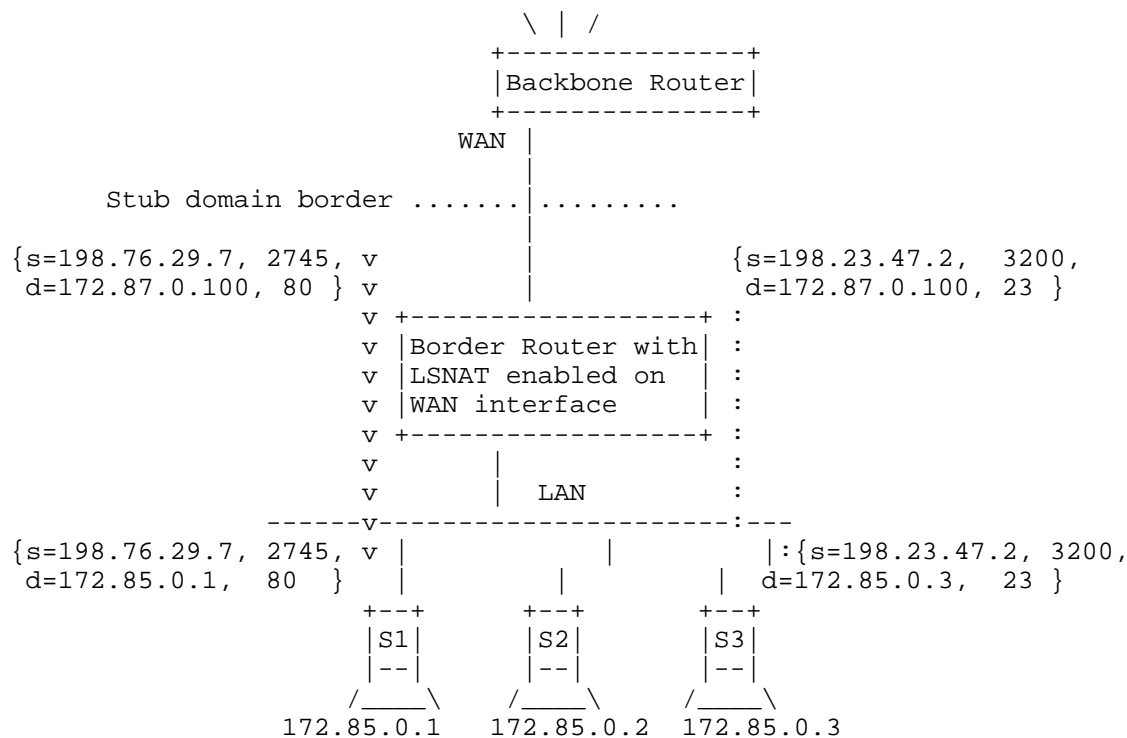 Backbone Router
WAN
Stub domain border
{s=198.76.29.7, 2745, {s=198.23.47.2, 3200,
d=172.87.0.100, 80 } d=172.87.0.100, 23 }
Border Router with
LSNAT enabled on
WAN interface
LAN
{s=198.76.29.7, 2745, {s=198.23.47.2, 3200,
d=172.85.0.1, 80 } d=172.85.0.3, 23 }
S1 S2 S3
172.85.0.1 172.85.0.2 172.85.0.3